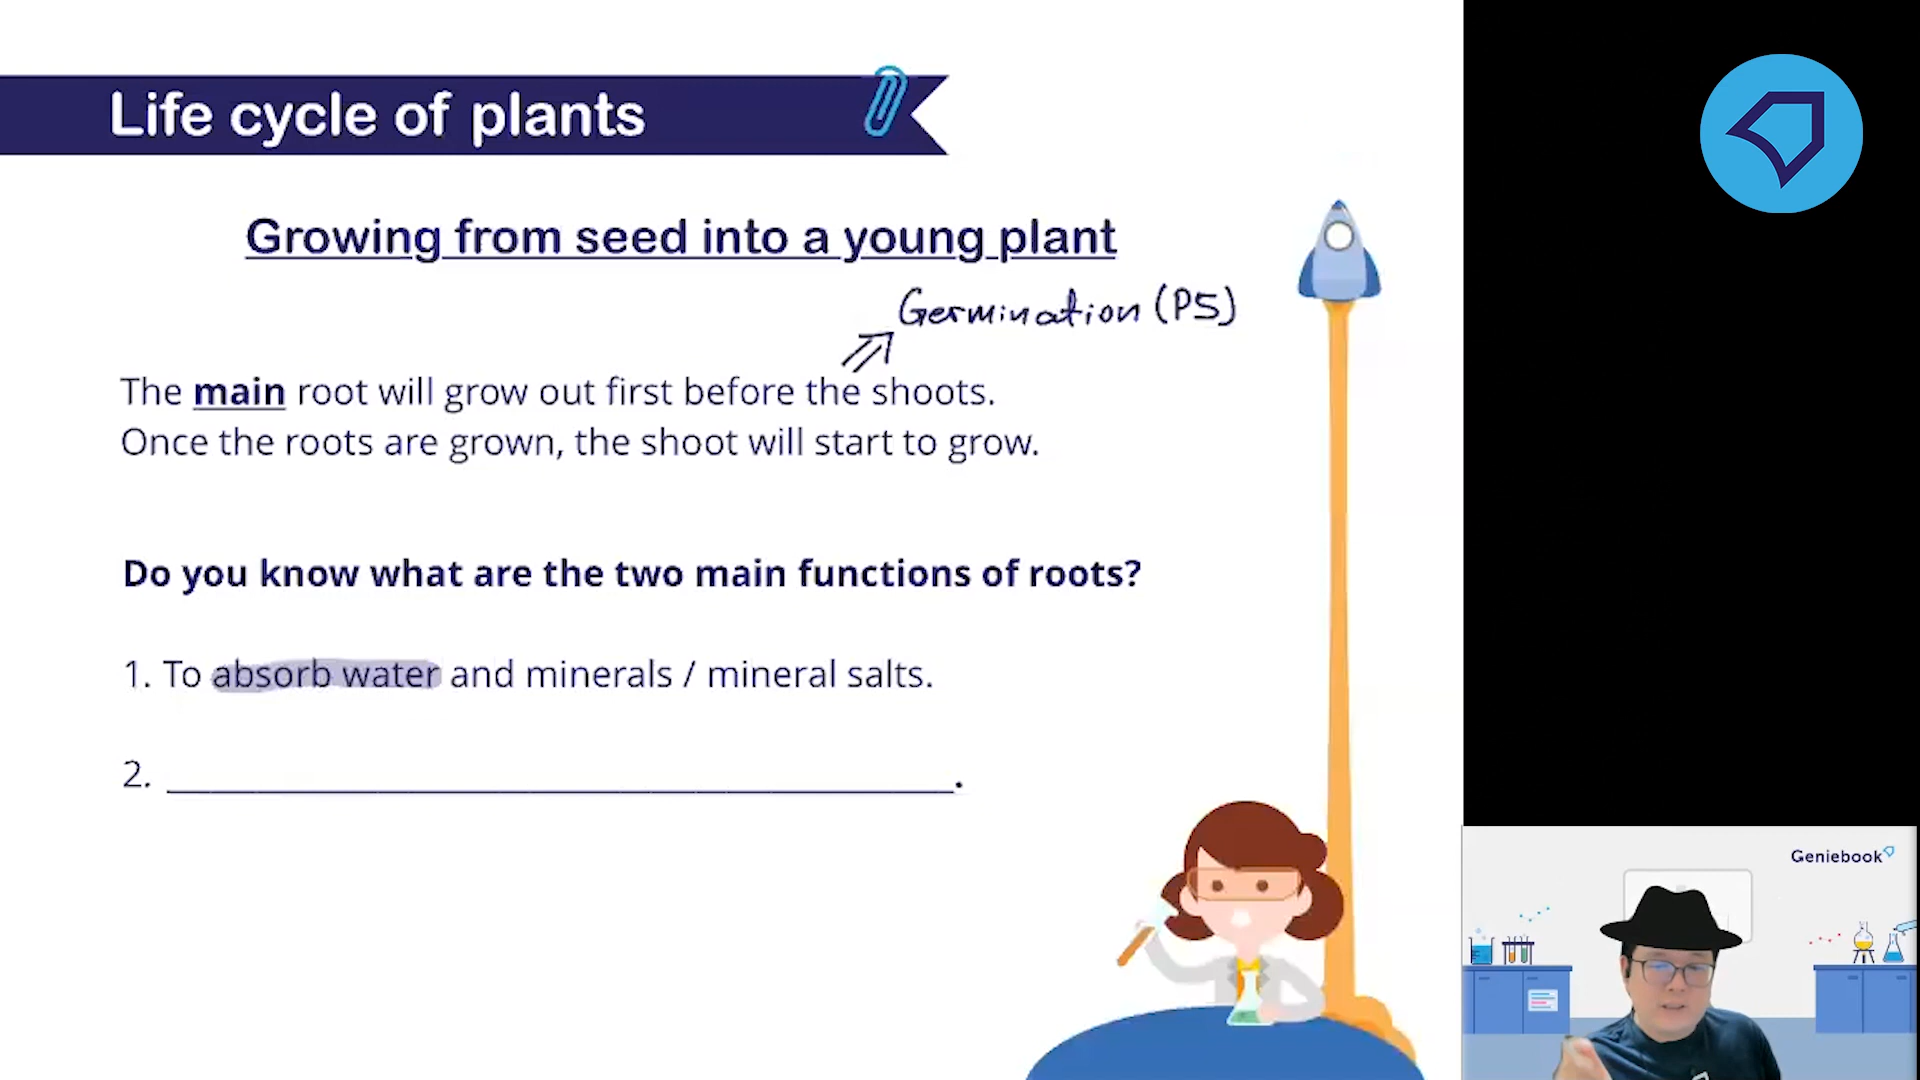 Life cycle of plants
Growing from seed into a young plant
Germination (P5)
The main root will grow out first before the shoots.
Once the roots are grown, the shoot will start to grow.
Do you know what are the two main functions of roots?
1. To absorb water and minerals / mineral salts.
2. ______________________________.
Geniebook